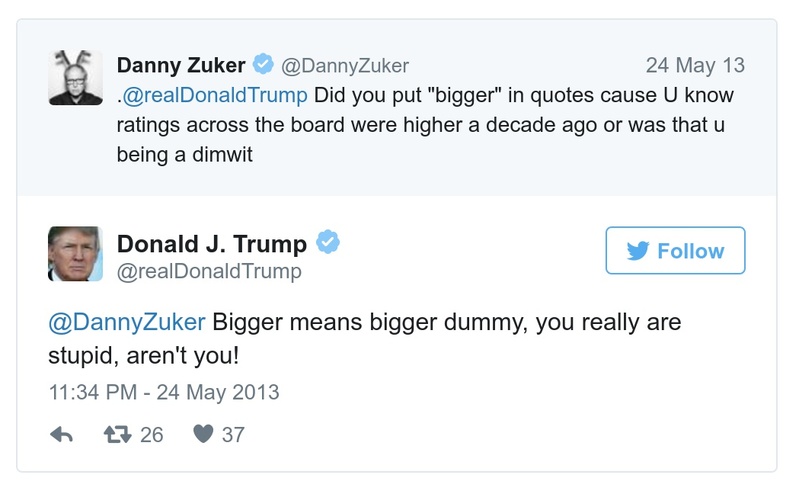 Danny Zuker @DannyZuker 24 May 13
.@realDonaldTrump Did you put "bigger" in quotes cause U know
ratings across the board were higher a decade ago or was that u
being a dimwit
Donald J. Trump
@realDonaldTrump
Follow
@DannyZuker Bigger means bigger dummy, you really are
stupid, aren't you!
11:34 PM - 24 May 2013
26 37